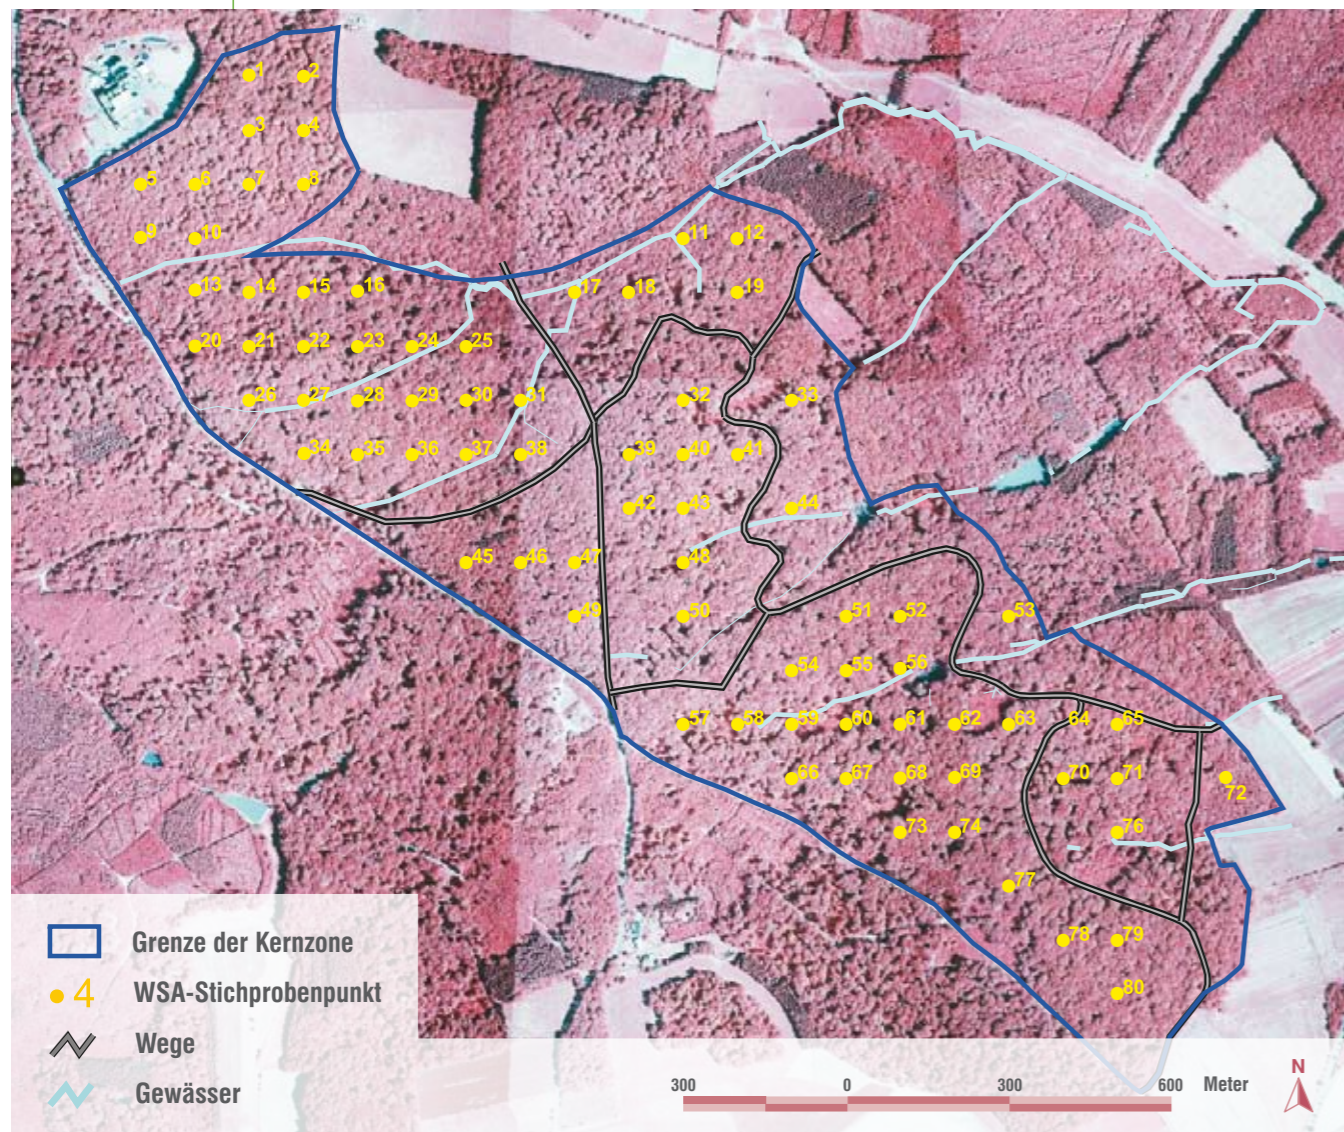 1 2
3 4
5 6 7 8
9 10 11 12
13 14 15 16 17 18 19
20 21 22 23 24 25
26 27 28 29 30 31 32 33
34 35 36 37 38 39 40 41
42 43 44
45 46 47 48
49 50 51 52 53
54 55 56
57 58 59 60 61 62 63 64 65
66 67 68 69 70 71 72
73 74 76
77
78 79
80
Grenze der Kernzone
4 WSA-Stichprobenpunkt
Wege
Gewässer
300 0 300 600 Meter
N